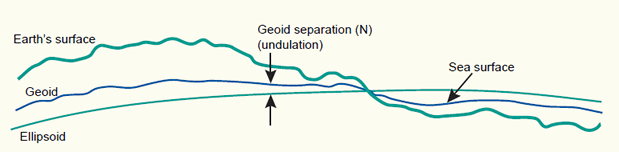 Earth's surface
Geoid separation (N)
(undulation)
Sea surface
Geoid
Ellipsoid